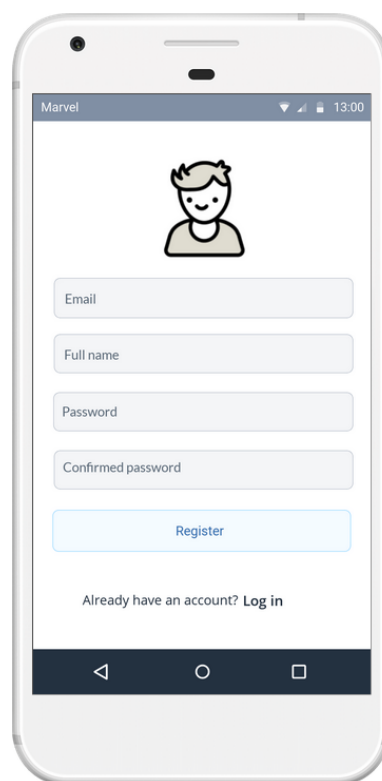 Marvel 13:00
Email
Full name
Password
Confirmed password
Register
Already have an account? Log in